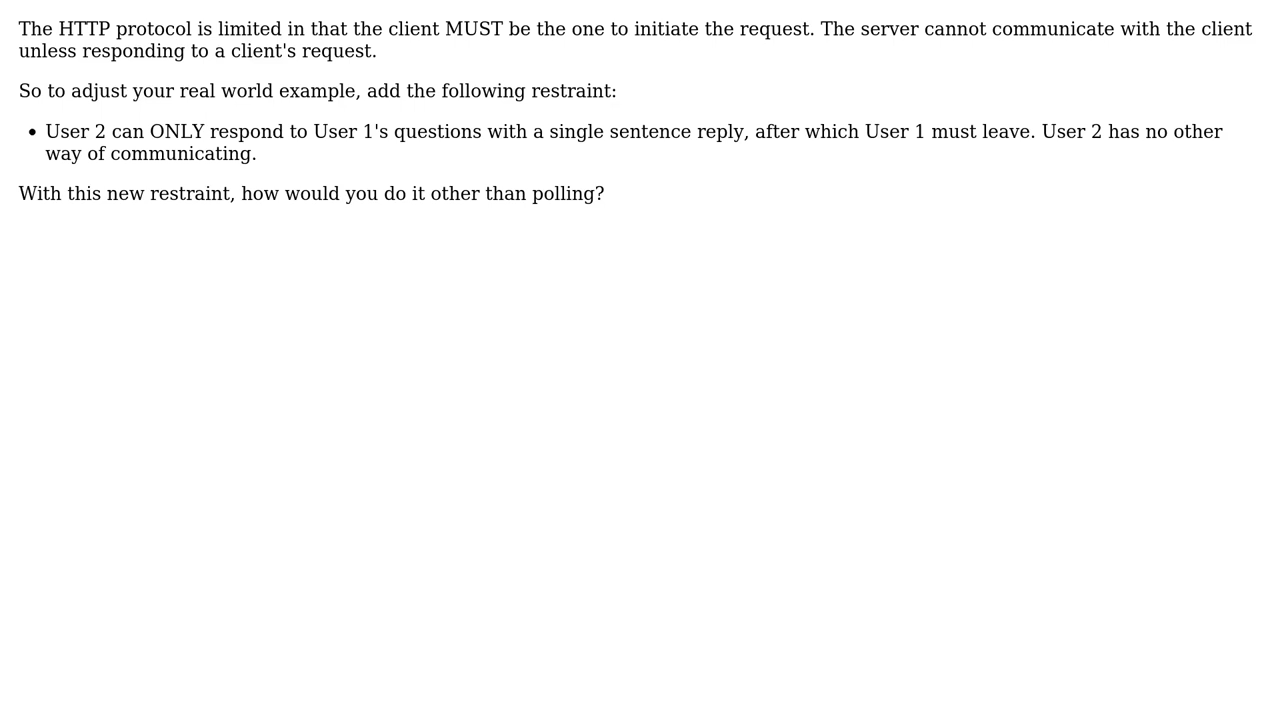 The HTTP protocol is limited in that the client MUST be the one to initiate the request. The server cannot communicate with the client
unless responding to a client's request.
So to adjust your real world example, add the following restraint:
• User 2 can ONLY respond to User 1's questions with a single sentence reply, after which User 1 must leave. User 2 has no other
way of communicating.
With this new restraint, how would you do it other than polling?